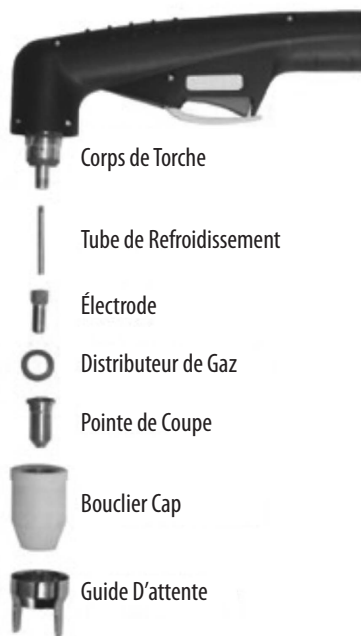 Corps de Torche
Tube de Refroidissement
Électrode
Distributeur de Gaz
Pointe de Coupe
Bouclier Cap
Guide D’attente